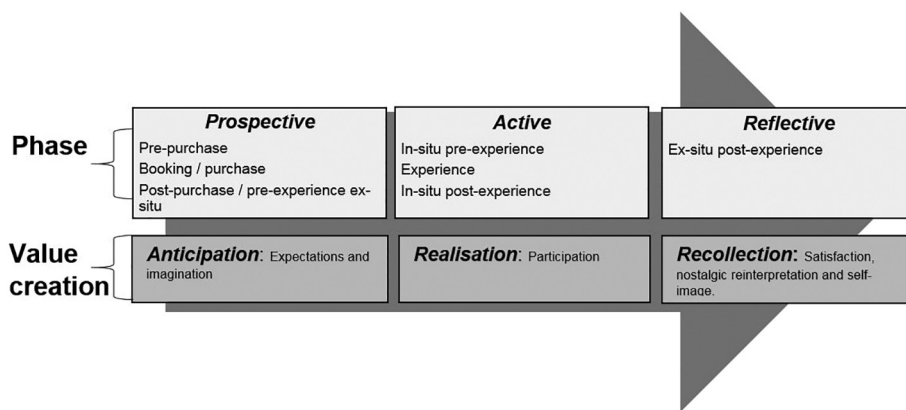 Phase
Prospective
Pre-purchase
Booking / purchase
Post-purchase / pre-experience ex-
situ
Active
In-situ pre-experience
Experience
In-situ post-experience
Reflective
Ex-situ post-experience
Value
creation
Anticipation: Expectations and
imagination
Realisation: Participation
Recollection: Satisfaction,
nostalgic reinterpretation and self-
image.